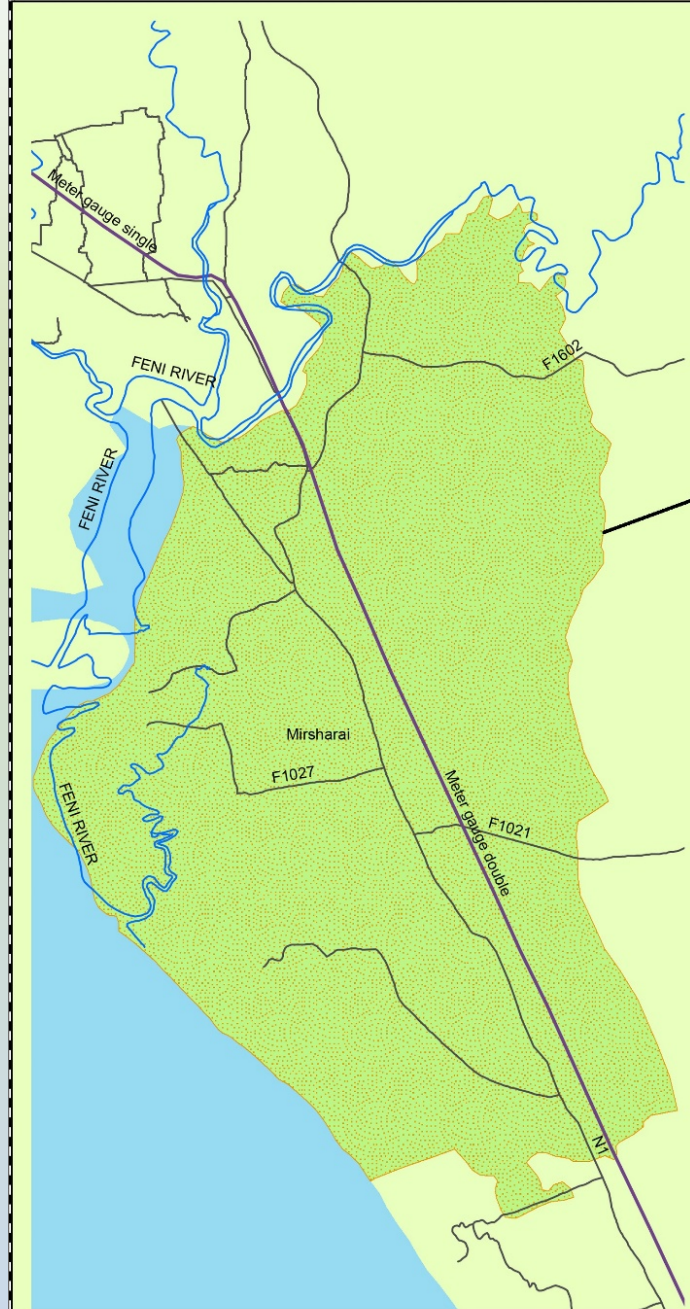 Meter gauge single
F1602
FENI RIVER
FENI RIVER
Mirsharai
F1027
FENI RIVER
Meter gauge double
F1021
N1